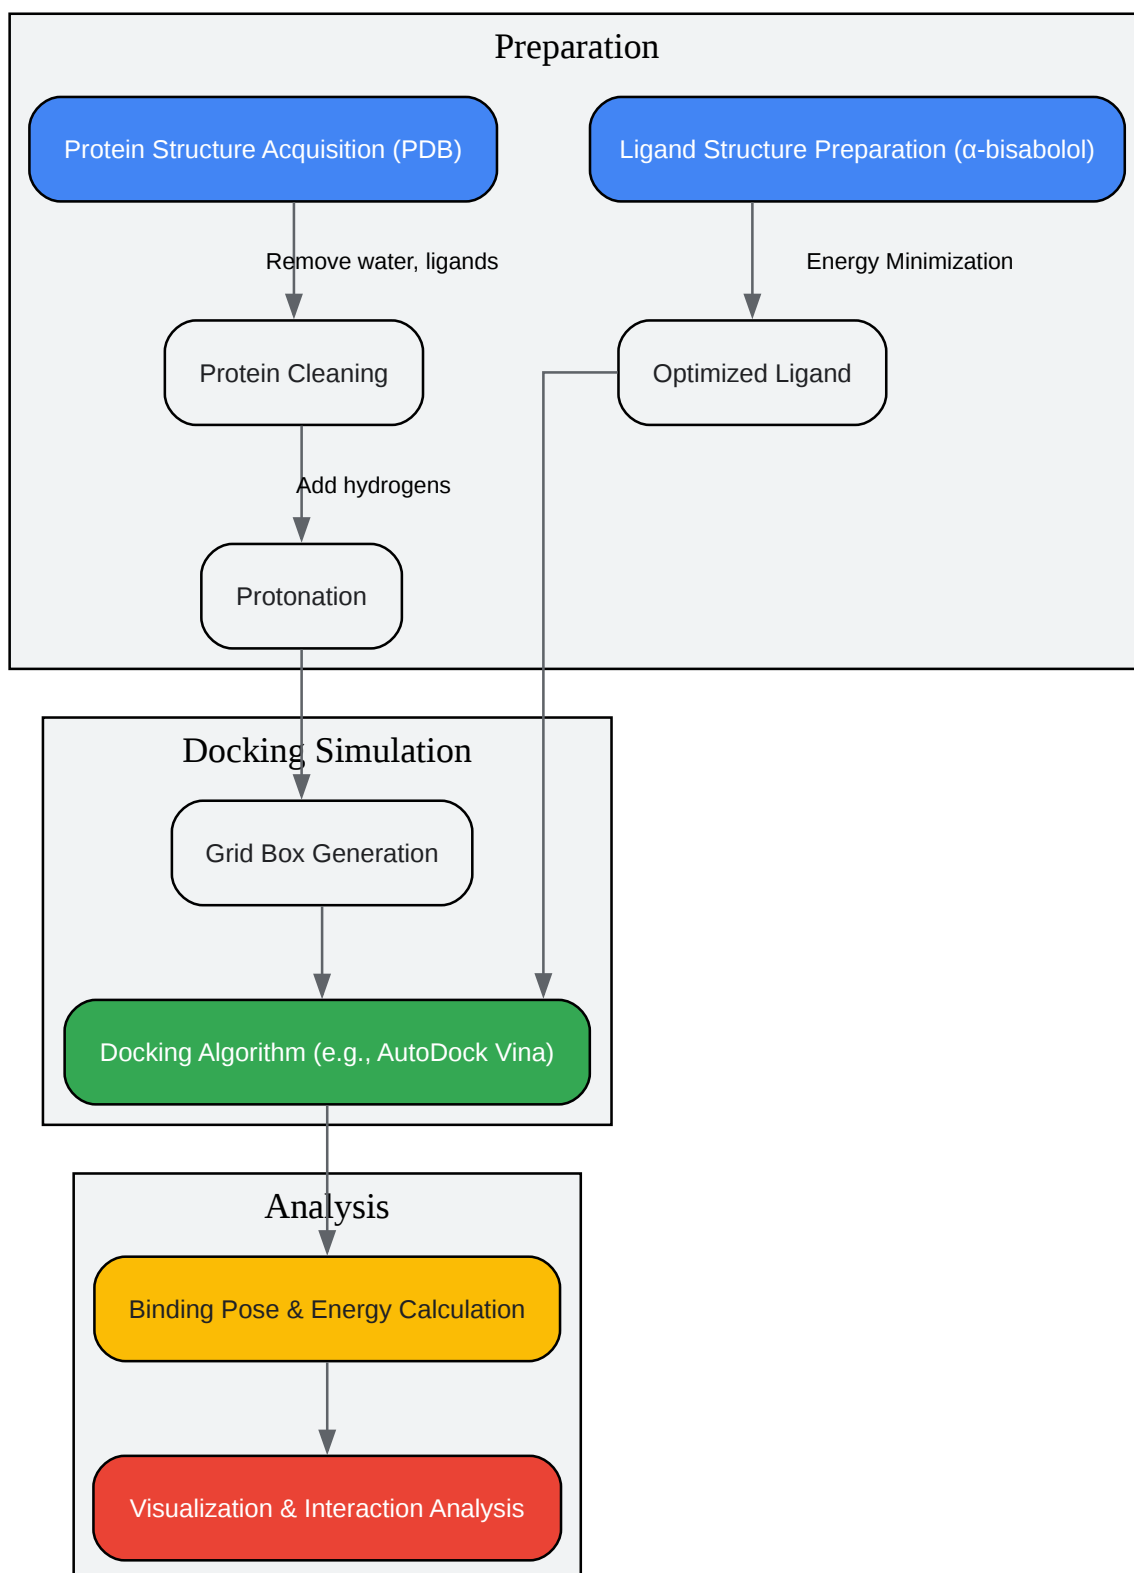 Preparation
Protein Structure Acquisition (PDB)
Ligand Structure Preparation (α-bisabolol)
Remove water, ligands
Energy Minimization
Protein Cleaning
Optimized Ligand
Add hydrogens
Protonation
Docking Simulation
Grid Box Generation
Docking Algorithm (e.g., AutoDock Vina)
Analysis
Binding Pose & Energy Calculation
Visualization & Interaction Analysis